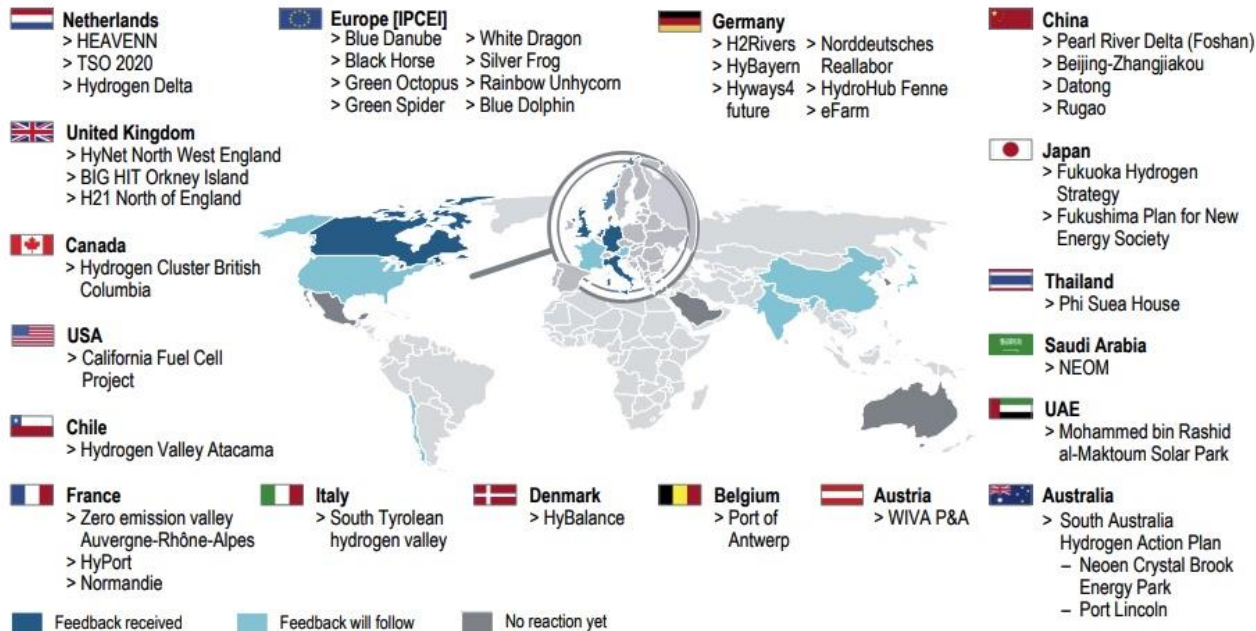 Netherlands
> HEAVENN
> TSO 2020
> Hydrogen Delta
Europe [IPCEI]
> Blue Danube
> Black Horse
> Green Octopus
> Green Spider
> White Dragon
> Silver Frog
> Rainbow Unhycorn
> Blue Dolphin
Germany
> H2Rivers
> HyBayern
> Hyways4
future
> Norddeutsches
Reallabor
> HydroHub Fenne
> eFarm
China
> Pearl River Delta (Foshan)
> Beijing-Zhangjiakou
> Datong
> Rugao
United Kingdom
> HyNet North West England
> BIG HIT Orkney Island
> H21 North of England
Japan
> Fukuoka Hydrogen
Strategy
> Fukushima Plan for New
Energy Society
Canada
> Hydrogen Cluster British
Columbia
Thailand
> Phi Suea House
USA
> California Fuel Cell
Project
Saudi Arabia
> NEOM
Chile
> Hydrogen Valley Atacama
UAE
> Mohammed bin Rashid
al-Maktoum Solar Park
France
> Zero emission valley
Auvergne-Rhône-Alpes
> HyPort
> Normandie
Italy
> South Tyrolean
hydrogen valley
Denmark
> HyBalance
Belgium
> Port of
Antwerp
Austria
> WIVA P&A
Australia
> South Australia
Hydrogen Action Plan
– Neoen Crystal Brook
Energy Park
– Port Lincoln
Feedback received
Feedback will follow
No reaction yet